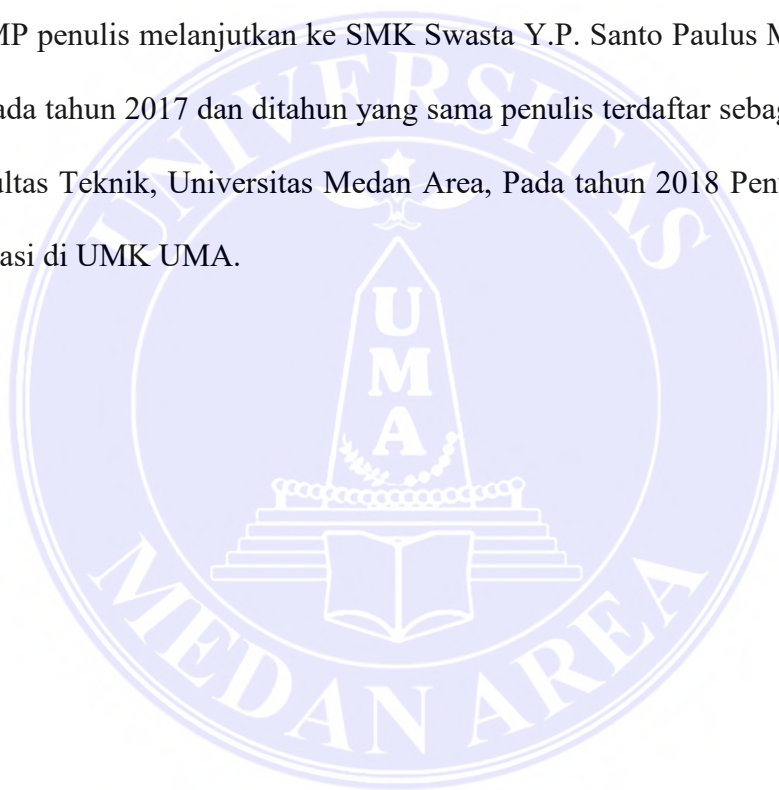 MP penulis melanjutkan ke SMK Swasta Y.P. Santo Paulus M
ada tahun 2017 dan ditahun yang sama penulis terdaftar sebag
ultas Teknik, Universitas Medan Area, Pada tahun 2018 Pen
asi di UMK UMA.
UNIVERSITAS
U
M
A
MEDAN AREA